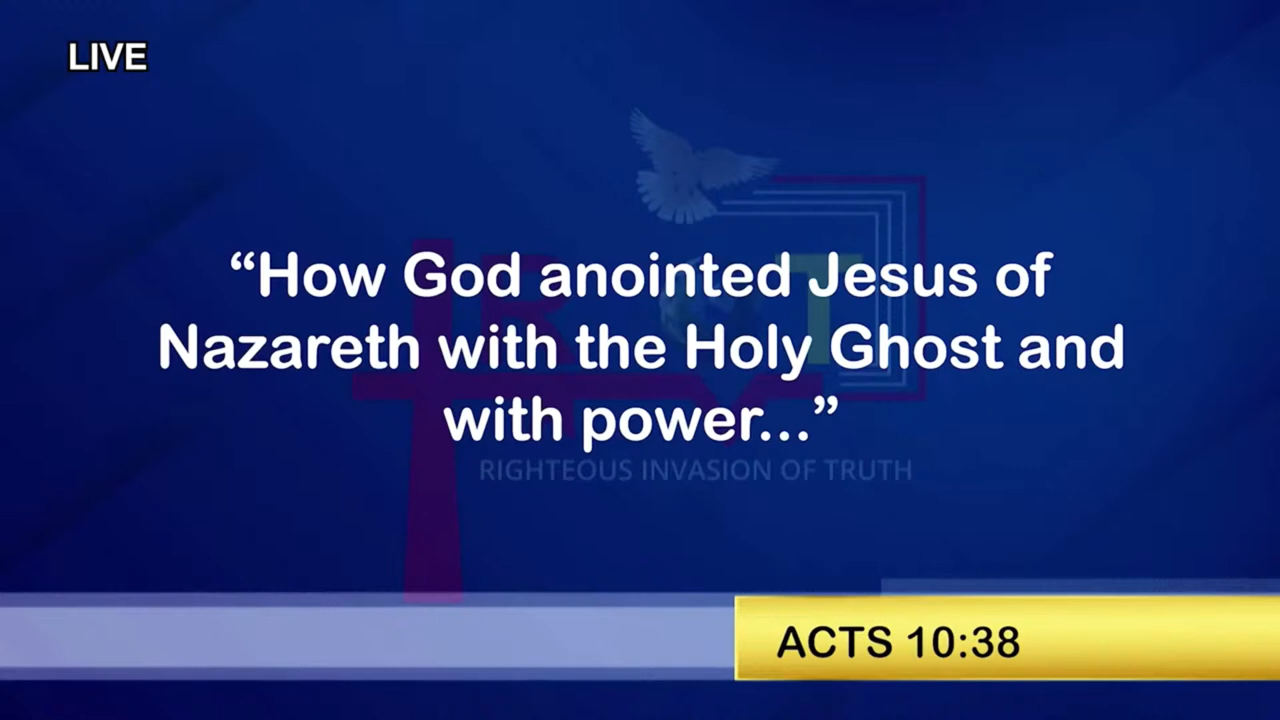 LIVE
“How God anointed Jesus of
Nazareth with the Holy Ghost and
with power...”
RIGHTEOUS INVASION OF TRUTH
ACTS 10:38